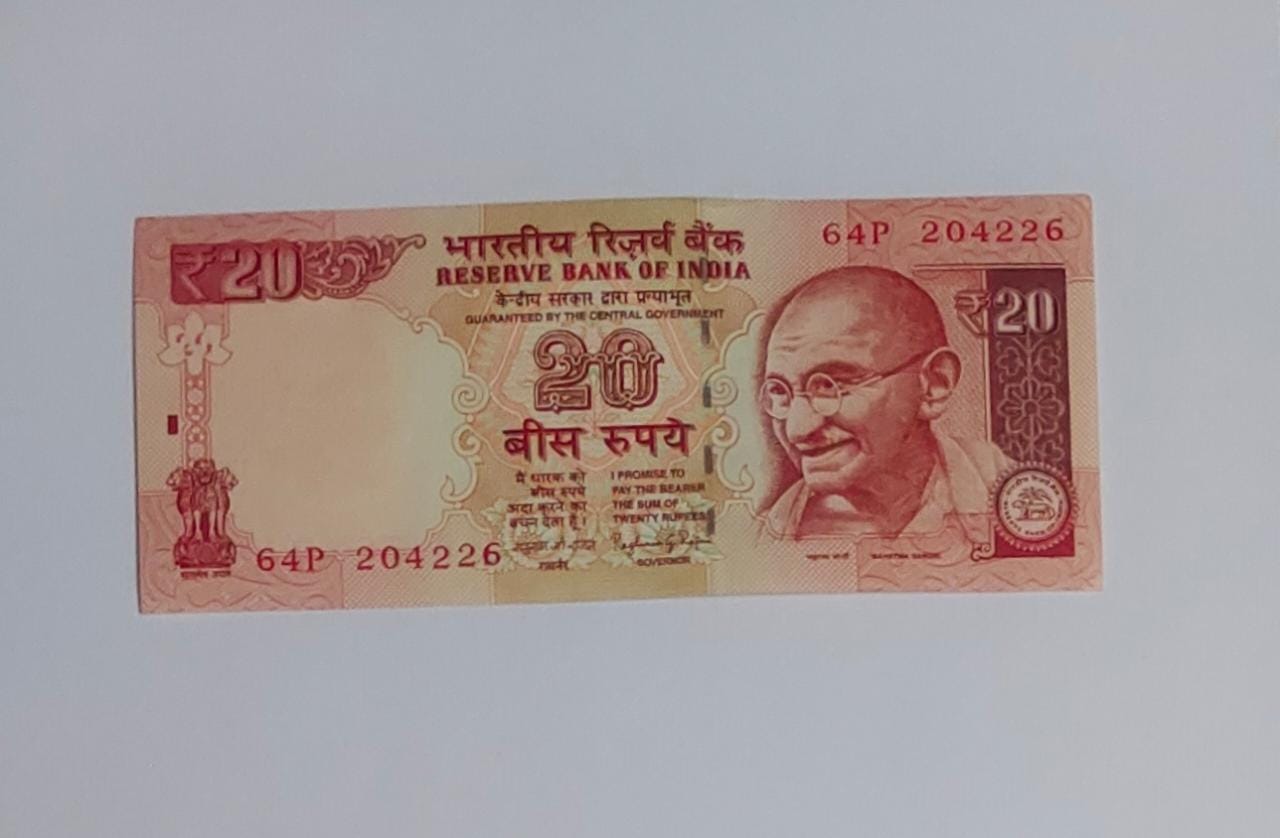 ₹20
भारतीय रिज़र्व बैंक
RESERVE BANK OF INDIA
केन्द्रीय सरकार द्वारा प्रत्याभूत
GUARANTEED BY THE CENTRAL GOVERNMENT
64P 204226
₹20
20
बीस रुपये
मैं धारक को
बीस रुपये
अदा करने का
वचन देता हूँ।
I PROMISE TO
PAY THE BEARER
THE SUM OF
TWENTY RUPEES
64P 204226
गवर्नर
GOVERNOR
महात्मा गांधी
MAHATMA GANDHI
सत्यमेव जयते